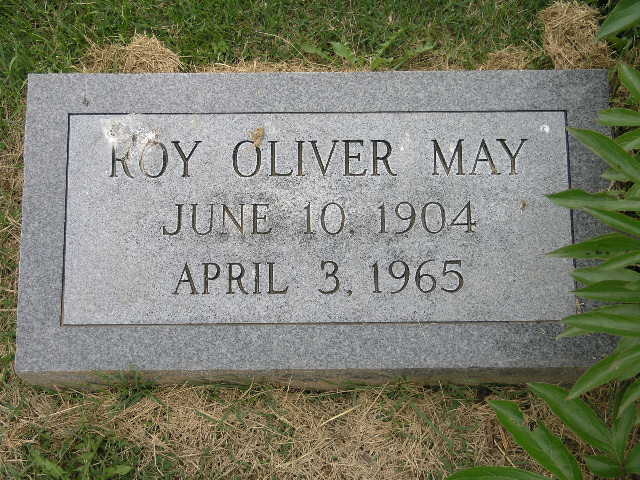 ROY OLIVER MAY
JUNE 10, 1904
APRIL 3, 1965